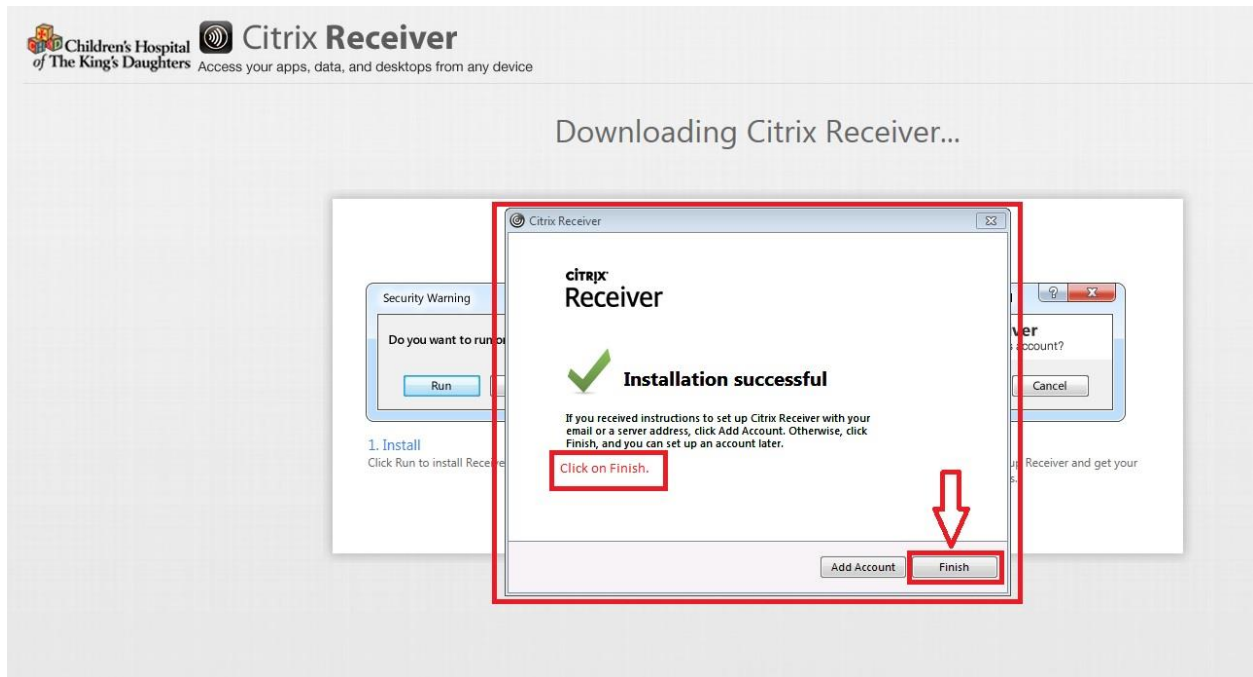 Children's Hospital
of The King's Daughters
Citrix Receiver
Access your apps, data, and desktops from any device
Downloading Citrix Receiver...
Citrix Receiver
CITRIX
Receiver
Installation successful
If you received instructions to set up Citrix Receiver with your
email or a server address, click Add Account. Otherwise, click
Finish, and you can set up an account later.
Click on Finish.
Add Account
Finish
Security Warning
Do you want to run
Run
1. Install
Click Run to install
?
account?
Cancel
Receiver and get your